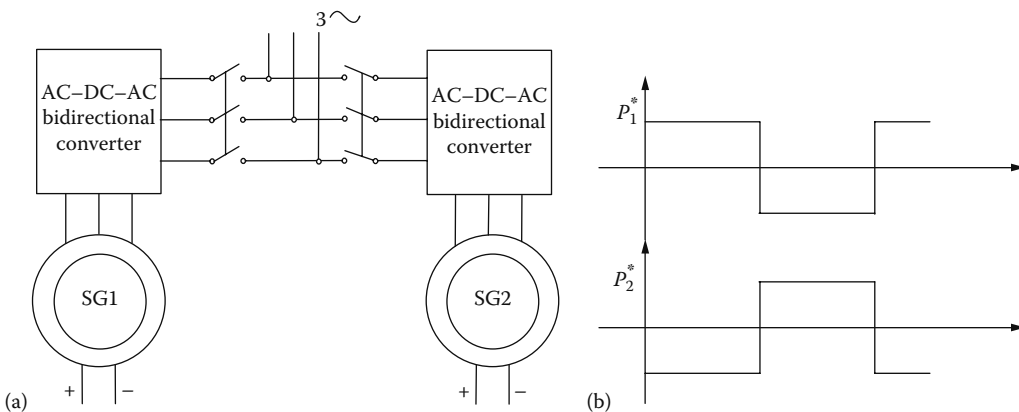 3
AC–DC–AC
bidirectional
converter
AC–DC–AC
bidirectional
converter
SG1
SG2
+ –
+ –
(a)
P₁*
P₂*
(b)